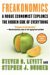 FREAKONOMICS
A ROGUE ECONOMIST EXPLORES
THE HIDDEN SIDE OF EVERYTHING
STEVEN D. LEVITT
STEPHEN J. DUBNER